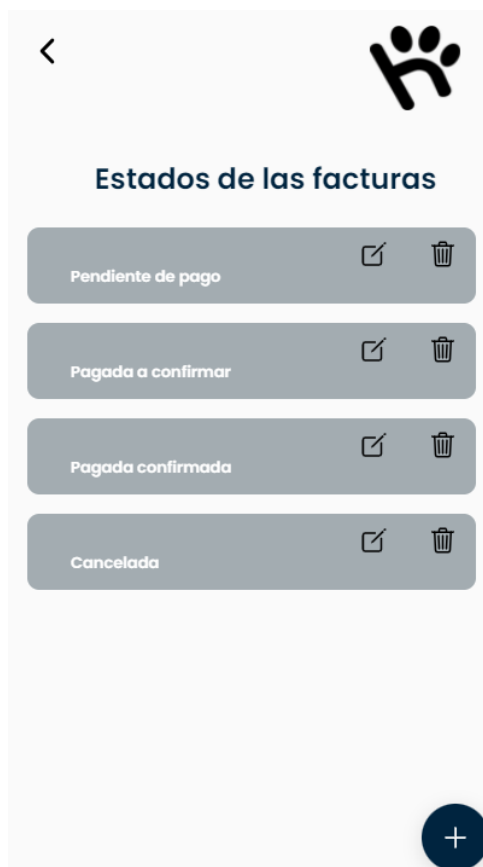 Estados de las facturas
Pendiente de pago
Pagada a confirmar
Pagada confirmada
Cancelada